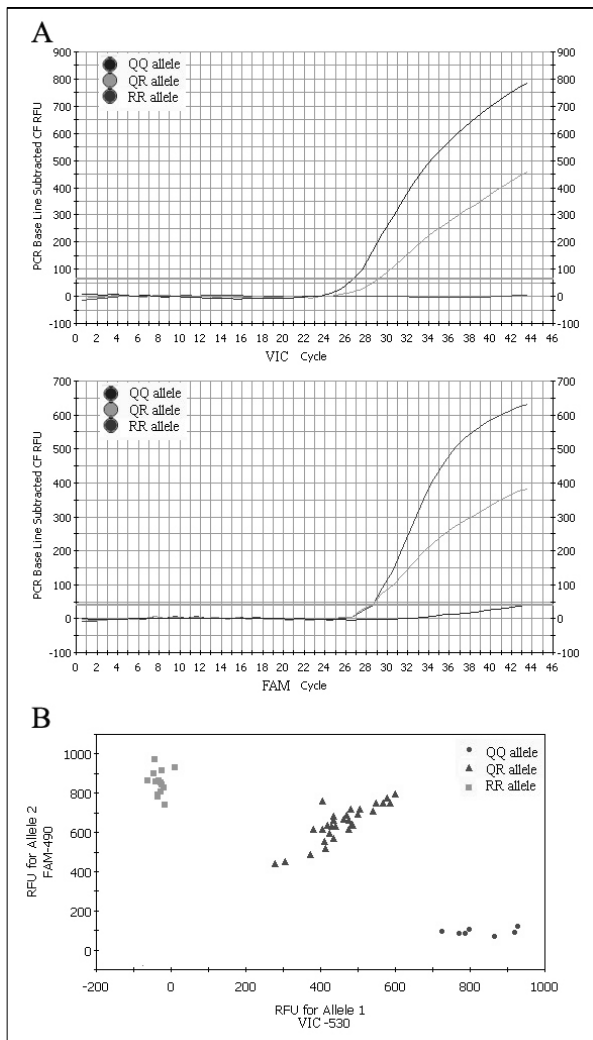 A
QQ allele
QR allele
RR allele
PCR Base Line Subtracted CF RFU
900 900
800 800
700 700
600 600
500 500
400 400
300 300
200 200
100 100
0 0
-100 -100
0 2 4 6 8 10 12 14 16 18 20 22 24 26 28 30 32 34 36 38 40 42 44 46
VIC Cycle
QQ allele
QR allele
RR allele
PCR Base Line Subtracted CF RFU
700 700
600 600
500 500
400 400
300 300
200 200
100 100
0 0
-100 -100
0 2 4 6 8 10 12 14 16 18 20 22 24 26 28 30 32 34 36 38 40 42 44 46
FAM Cycle
B
QQ allele
QR allele
RR allele
RFU for Allele 2
FAM-490
1000
800
600
400
200
0
-200 0 200 400 600 800 1000
RFU for Allele 1
VIC -530